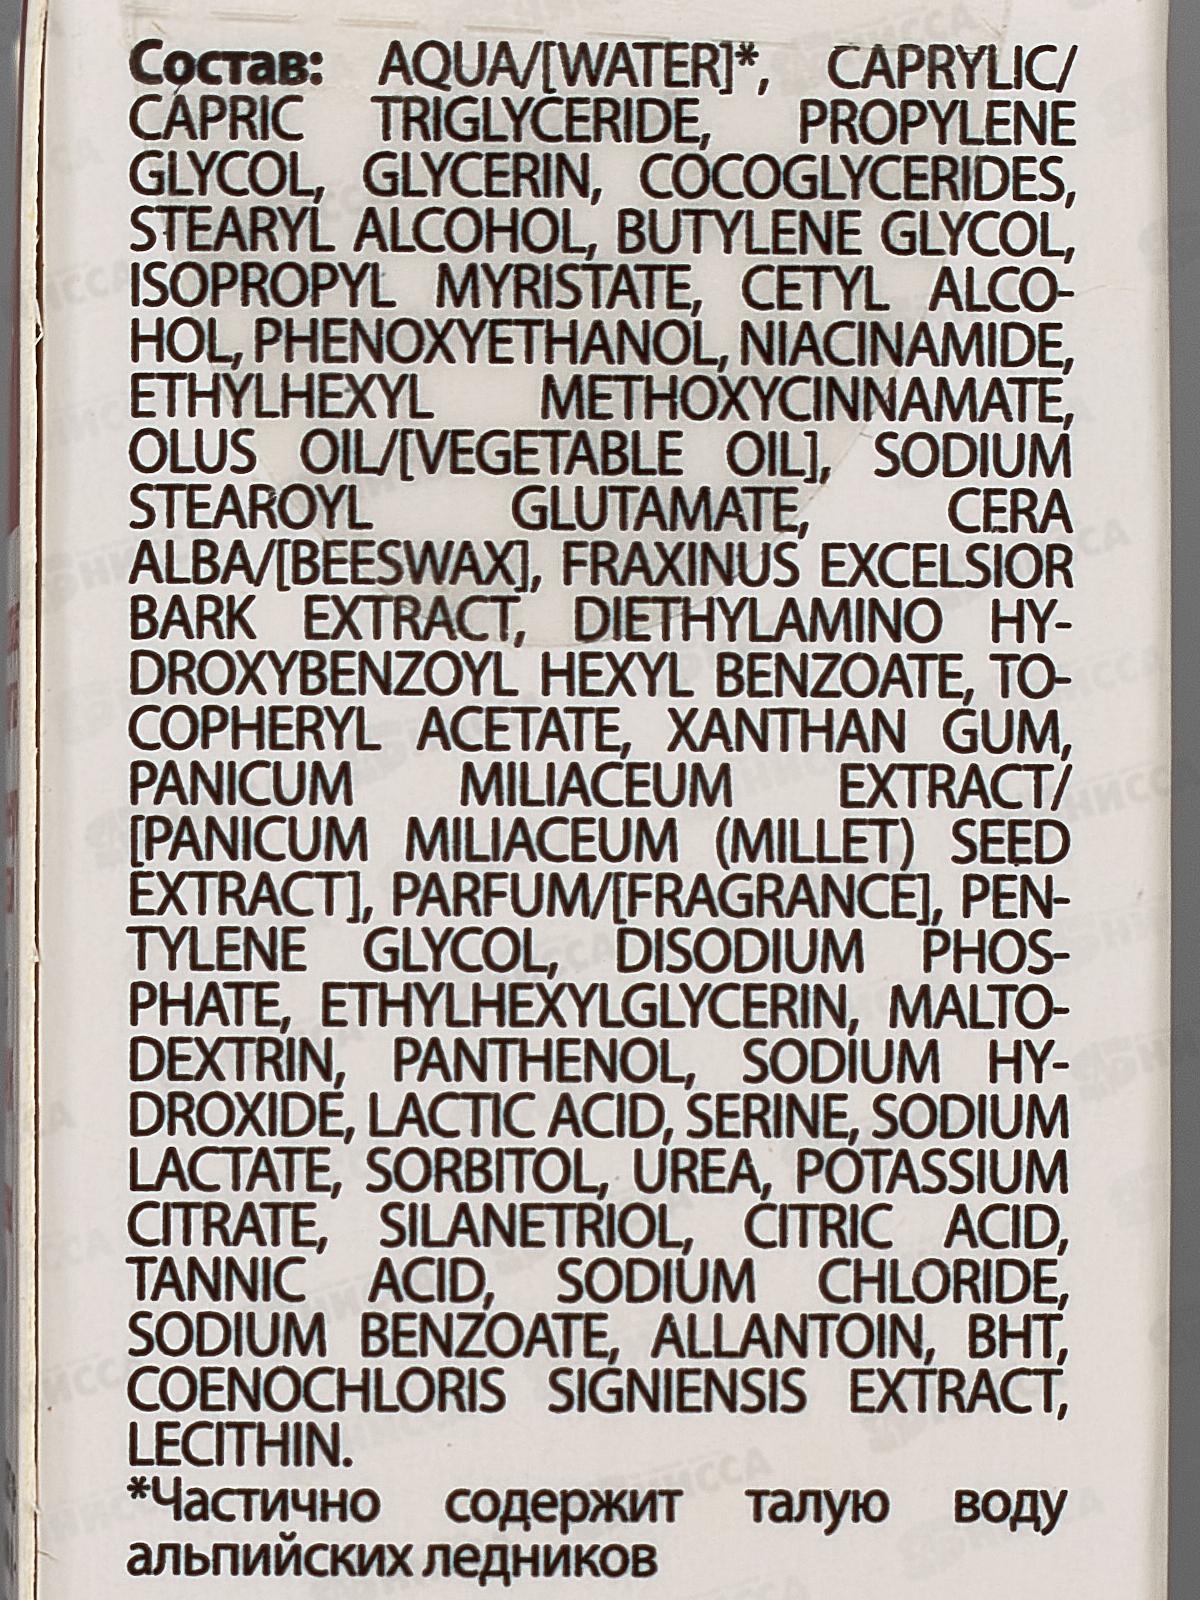 Состав: AQUA/[WATER]*, CAPRYLIC/
CAPRIC TRIGLYCERIDE, PROPYLENE
GLYCOL, GLYCERIN, COCOGLYCERIDES,
STEARYL ALCOHOL, BUTYLENE GLYCOL,
ISOPROPYL MYRISTATE, CETYL ALCO-
HOL, PHENOXYETHANOL, NIACINAMIDE,
ETHYLHEXYL METHOXYCINNAMATE,
OLUS OIL/[VEGETABLE OIL], SODIUM
STEAROYL GLUTAMATE, CERA
ALBA/[BEESWAX], FRAXINUS EXCELSIOR
BARK EXTRACT, DIETHYLAMINO HY-
DROXYBENZOYL HEXYL BENZOATE, TO-
COPHERYL ACETATE, XANTHAN GUM,
PANICUM MILIACEUM EXTRACT/
[PANICUM MILIACEUM (MILLET) SEED
EXTRACT], PARFUM/[FRAGRANCE], PEN-
TYLENE GLYCOL, DISODIUM PHOS-
PHATE, ETHYLHEXYLGLYCERIN, MALTO-
DEXTRIN, PANTHENOL, SODIUM HY-
DROXIDE, LACTIC ACID, SERINE, SODIUM
LACTATE, SORBITOL, UREA, POTASSIUM
CITRATE, SILANETRIOL, CITRIC ACID,
TANNIC ACID, SODIUM CHLORIDE,
SODIUM BENZOATE, ALLANTOIN, BHT,
COENOCHLORIS SIGNIENSIS EXTRACT,
LECITHIN.
*Частично содержит талую воду
альпийских ледников